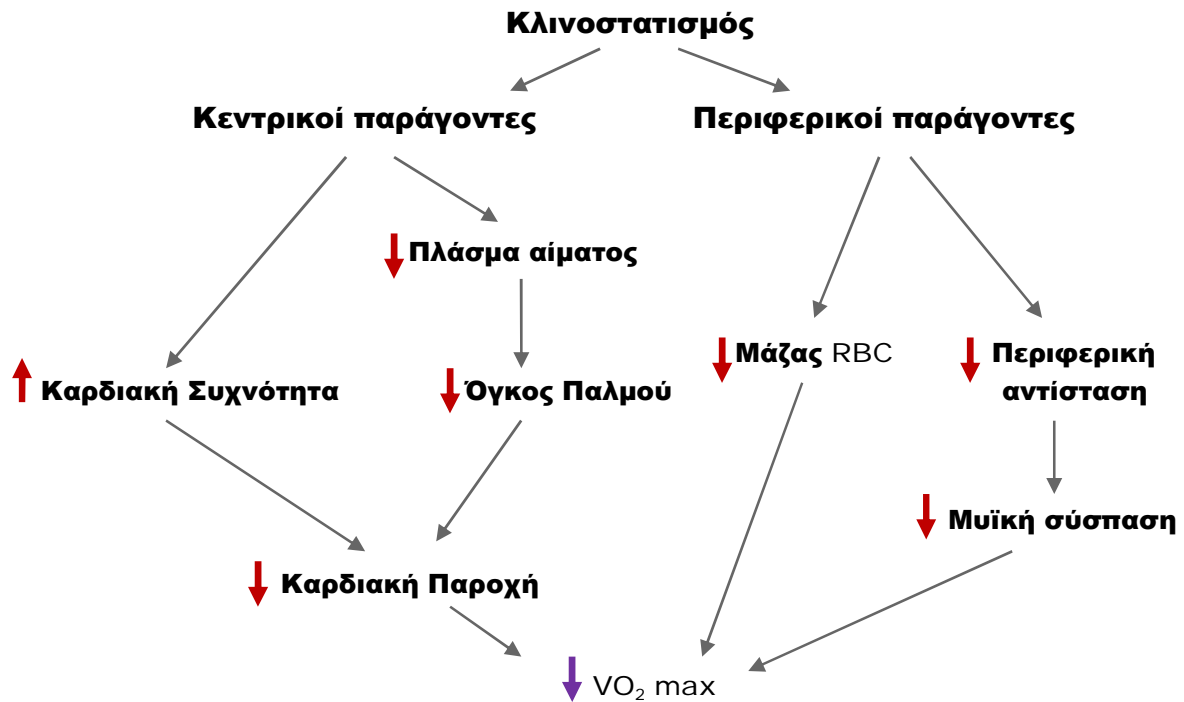 Κλινοστατισμός
Κεντρικοί παράγοντες
Περιφερικοί παράγοντες
Πλάσμα αίματος
Μάζας RBC
Περιφερική
αντίσταση
Καρδιακή Συχνότητα
Όγκος Παλμού
Μυϊκή σύσπαση
Καρδιακή Παροχή
VO₂ max